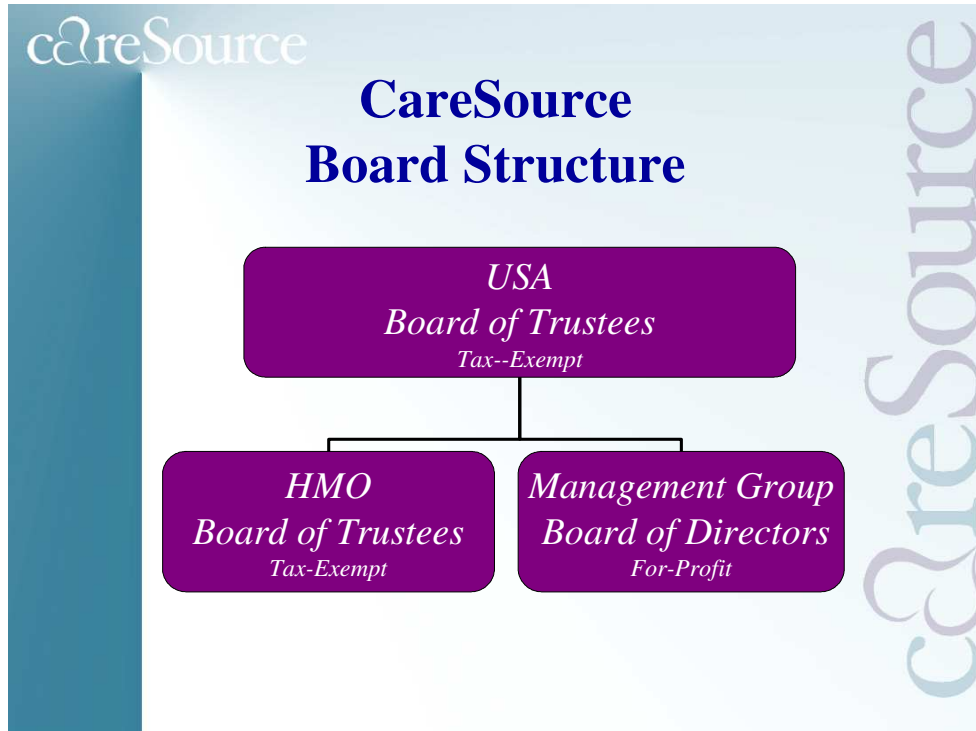 careSource
CareSource
Board Structure
USA
Board of Trustees
Tax--Exempt
HMO
Board of Trustees
Tax-Exempt
Management Group
Board of Directors
For-Profit
careSource